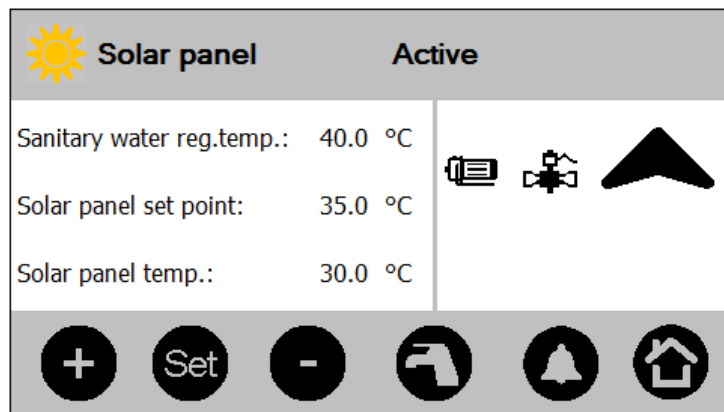 Solar panel Active
Sanitary water reg.temp.: 40.0 °C
Solar panel set point: 35.0 °C
Solar panel temp.: 30.0 °C
+ Set -